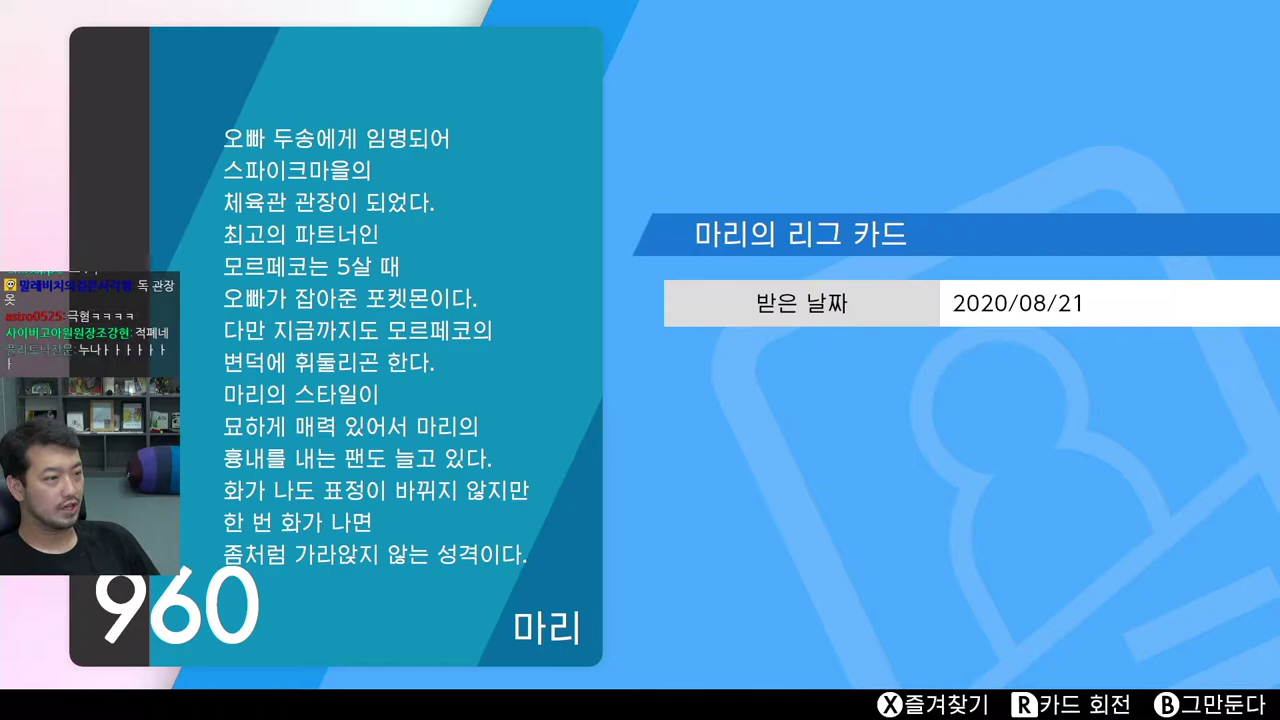 오빠 두송에게 임명되어
스파이크마을의
체육관 관장이 되었다.
최고의 파트너인
모르페코는 5살 때
오빠가 잡아준 포켓몬이다.
다만 지금까지도 모르페코의
변덕에 휘둘리곤 한다.
마리의 스타일이
묘하게 매력 있어서 마리의
흉내를 내는 팬도 늘고 있다.
화가 나도 표정이 바뀌지 않지만
한 번 화가 나면
좀처럼 가라앉지 않는 성격이다.
960
마리
마리의 리그 카드
받은 날짜
2020/08/21
독 관장
옷
astro0525: 극혐ㅋㅋㅋㅋ
사이버고아원원장조강현: 적폐네
누나ㅏㅏㅏㅏㅏㅏ
ㅏ
X즐겨찾기
R카드 회전
B그만둔다